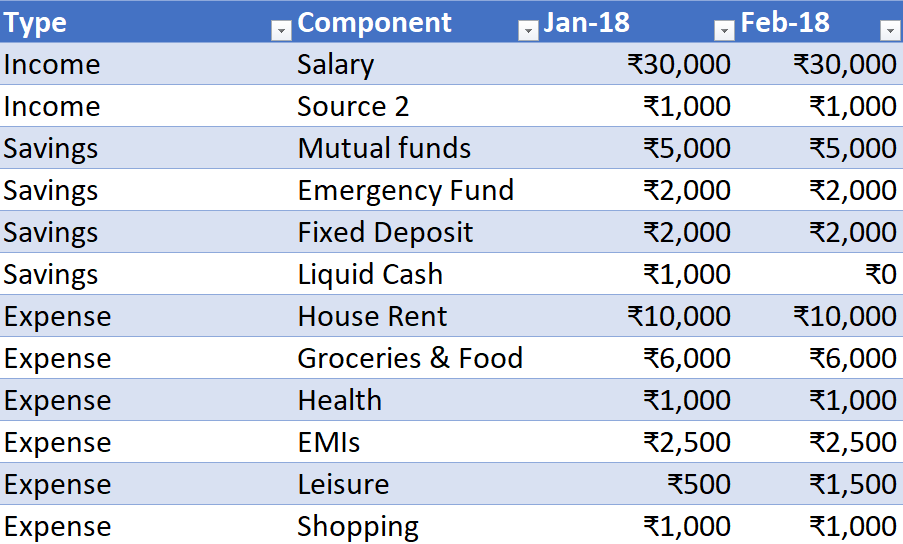 Type Component Jan-18 Feb-18
Income Salary ₹30,000 ₹30,000
Income Source 2 ₹1,000 ₹1,000
Savings Mutual funds ₹5,000 ₹5,000
Savings Emergency Fund ₹2,000 ₹2,000
Savings Fixed Deposit ₹2,000 ₹2,000
Savings Liquid Cash ₹1,000 ₹0
Expense House Rent ₹10,000 ₹10,000
Expense Groceries & Food ₹6,000 ₹6,000
Expense Health ₹1,000 ₹1,000
Expense EMIs ₹2,500 ₹2,500
Expense Leisure ₹500 ₹1,500
Expense Shopping ₹1,000 ₹1,000